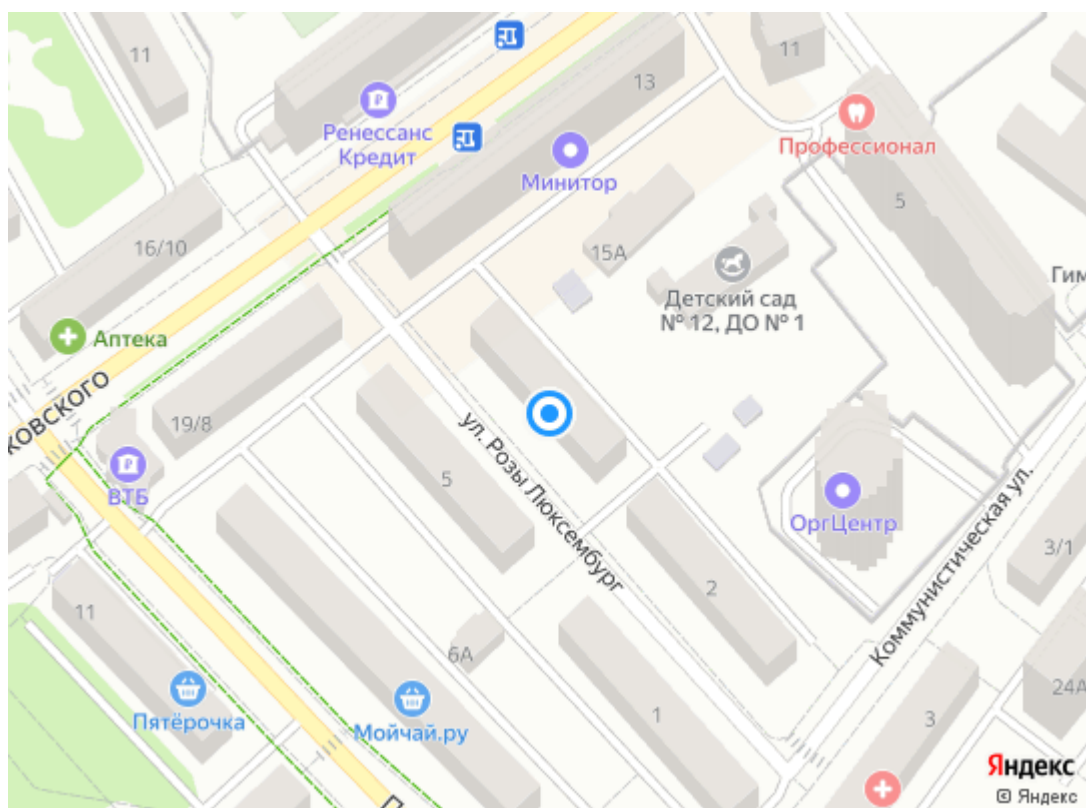 11
11
13
Ренессанс
Кредит
Профессионал
Минитор
5
16/10
15А
Гим
Детский сад
№ 12, ДО № 1
Аптека
КОВСКОГО
19/8
ул. Розы Люксембург
5
ВТБ
ОргЦентр
Коммунистическая ул.
3/1
2
11
6А
24А
Пятёрочка
1
3
Мойчай.ру
Яндекс
© Яндекс